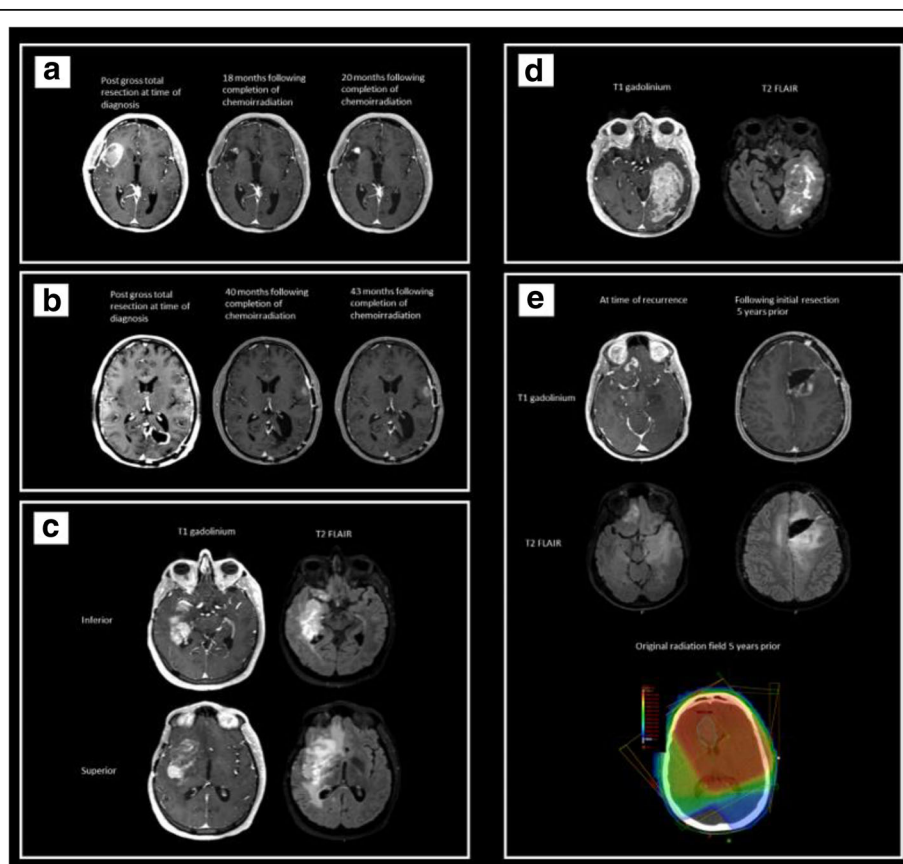 a
Post gross total
resection at time of
diagnosis
18 months following
completion of
chemoirradiation
20 months following
completion of
chemoirradiation
b
Post gross total
resection at time of
diagnosis
40 months following
completion of
chemoirradiation
43 months following
completion of
chemoirradiation
c
T1 gadolinium
T2 FLAIR
Inferior
Superior
d
T1 gadolinium
T2 FLAIR
e
At time of recurrence
Following initial resection
5 years prior
T1 gadolinium
T2 FLAIR
Original radiation field 5 years prior